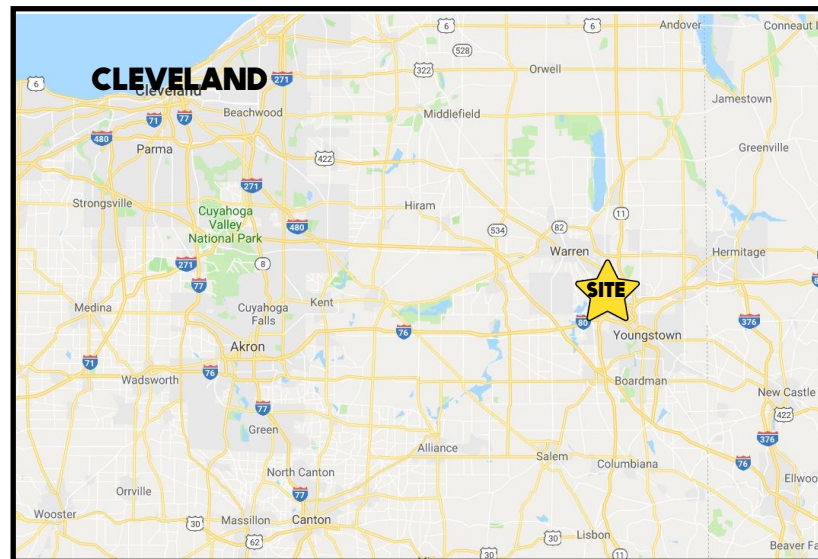 6
6
Andover
Conneaut L
528
322
Orwell
CLEVELAND
Cleveland
271
6
Jamestown
Beachwood
Middlefield
71
77
480
Parma
Greenville
422
271
Strongsville
Hiram
Cuyahoga
Valley
National Park
480
11
534
82
Warren
Hermitage
271
8
77
SITE
Medina
Cuyahoga
Falls
Kent
80
376
76
Youngstown
Akron
71
76
Wadsworth
Boardman
New Castle
77
422
Green
376
Alliance
Salem
Columbiana
76
North Canton
Ellwoo
Orrville
77
Wooster
Massillon
Canton
30
62
30
Lisbon
30
11
Beaver Fa